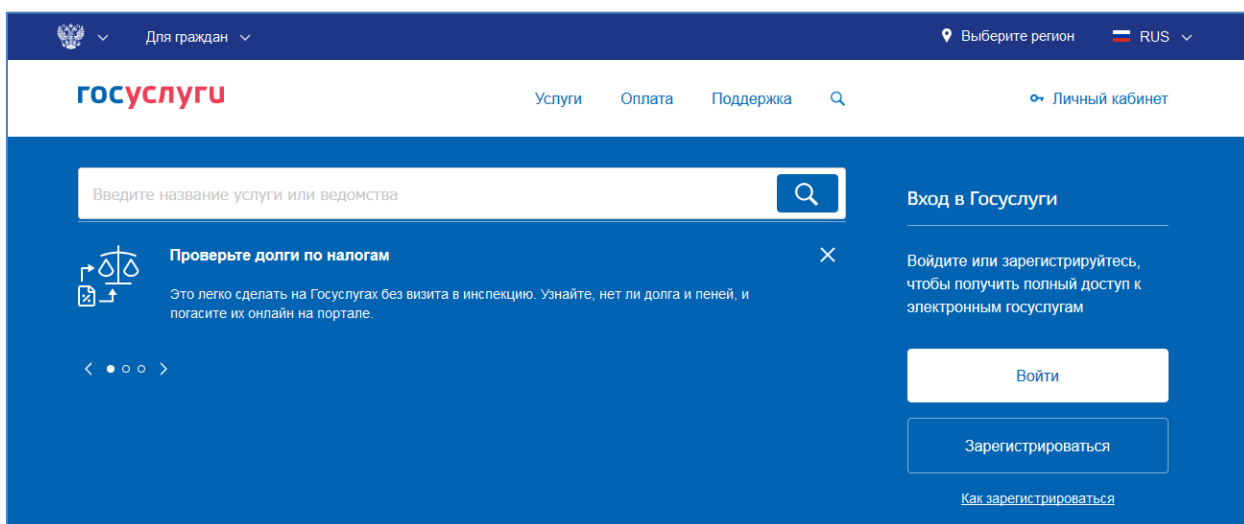 Для граждан
Выберите регион
RUS
госуслуги
Услуги Оплата Поддержка
Личный кабинет
Введите название услуги или ведомства
Проверьте долги по налогам
Это легко сделать на Госуслугах без визита в инспекцию. Узнайте, нет ли долга и пеней, и
погасите их онлайн на портале.
Вход в Госуслуги
Войдите или зарегистрируйтесь,
чтобы получить полный доступ к
электронным госуслугам
Войти
Зарегистрироваться
Как зарегистрироваться